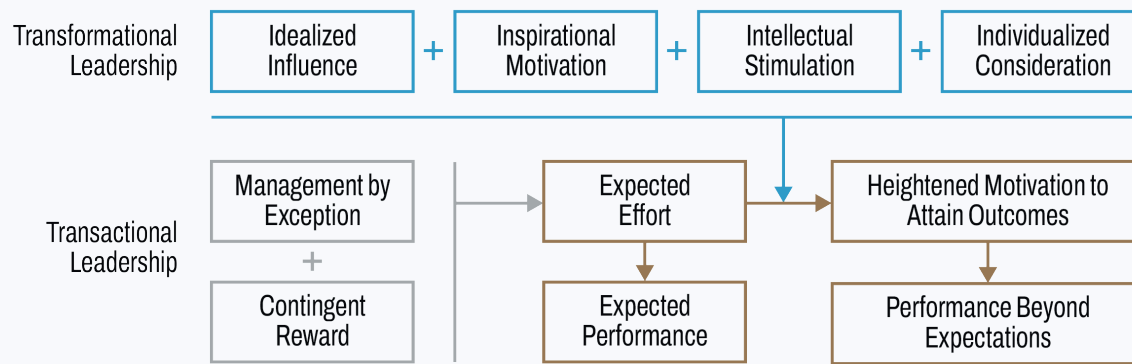 Transformational
Leadership
Idealized
Influence
+
Inspirational
Motivation
+
Intellectual
Stimulation
+
Individualized
Consideration
Transactional
Leadership
Management by
Exception
+
Contingent
Reward
Expected
Effort
Expected
Performance
Heightened Motivation to
Attain Outcomes
Performance Beyond
Expectations